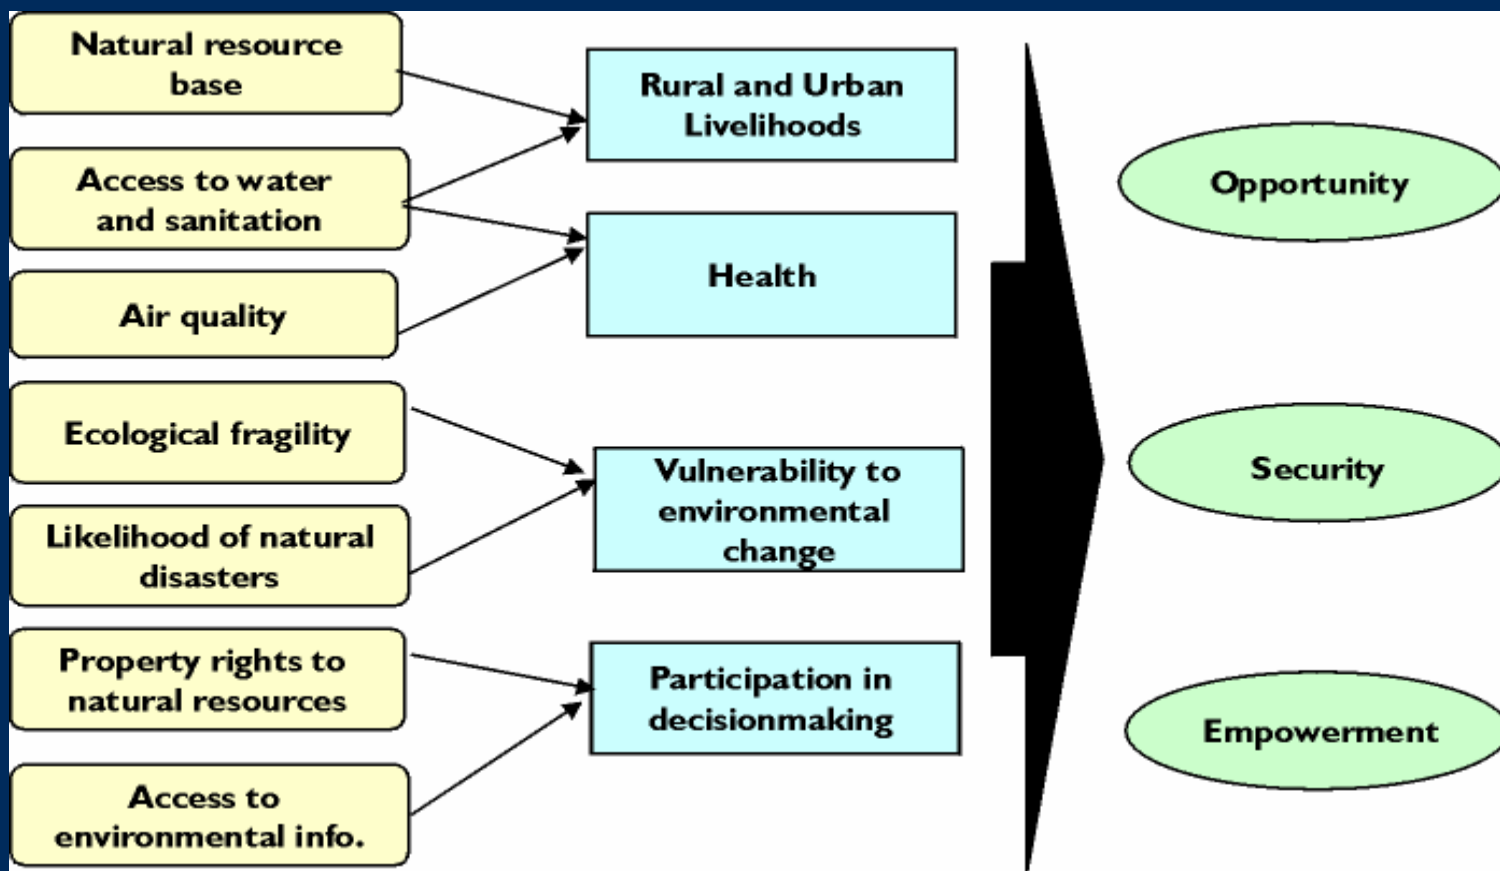 Natural resource
base
Access to water
and sanitation
Air quality
Ecological fragility
Likelihood of natural
disasters
Property rights to
natural resources
Access to
environmental info.
Rural and Urban
Livelihoods
Health
Vulnerability to
environmental
change
Participation in
decisionmaking
Opportunity
Security
Empowerment